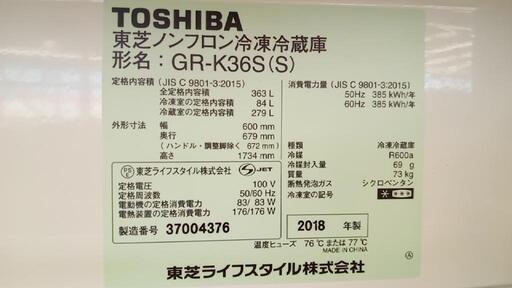 TOSHIBA
東芝ノンフロン冷凍冷蔵庫
形名：GR-K36S(S)
定格内容積（JIS C 9801-3:2015）
全定格内容積 363 L
冷凍室の定格内容積 84 L
冷蔵室の定格内容積 279 L
外形寸法 幅 600 mm
奥行 679 mm
（ハンドル・調整脚除く 672 mm）
高さ 1734 mm
消費電力量（JIS C 9801-3:2015）
50Hz 385 kWh/年
60Hz 385 kWh/年
種類 冷凍冷蔵庫
冷媒 R600a
冷媒封入量 69 g
質量 73 kg
断熱発泡ガス シクロペンタン
冷凍室の記号
PS E 東芝ライフスタイル株式会社 S JET
定格電圧 100 V
定格周波数 50/60 Hz
電動機の定格消費電力 83/ 83 W
電熱装置の定格消費電力 176/176 W
製造番号 37004376
2018 年製
温度ヒューズ 76℃または77℃
MADE IN CHINA
東芝ライフスタイル株式会社
Ⓐ